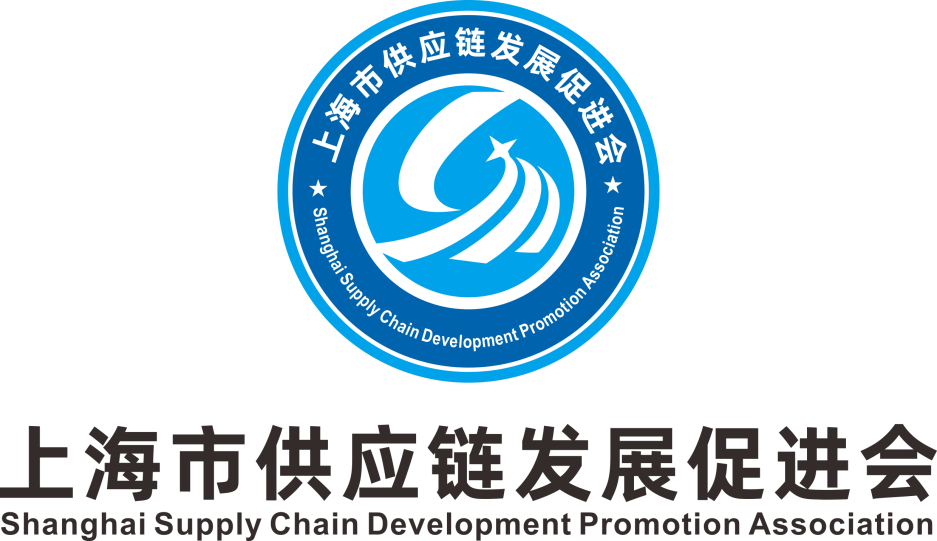 上海市供应链发展促进会
Shanghai Supply Chain Development Promotion Association
上海市供应链发展促进会
Shanghai Supply Chain Development Promotion Association